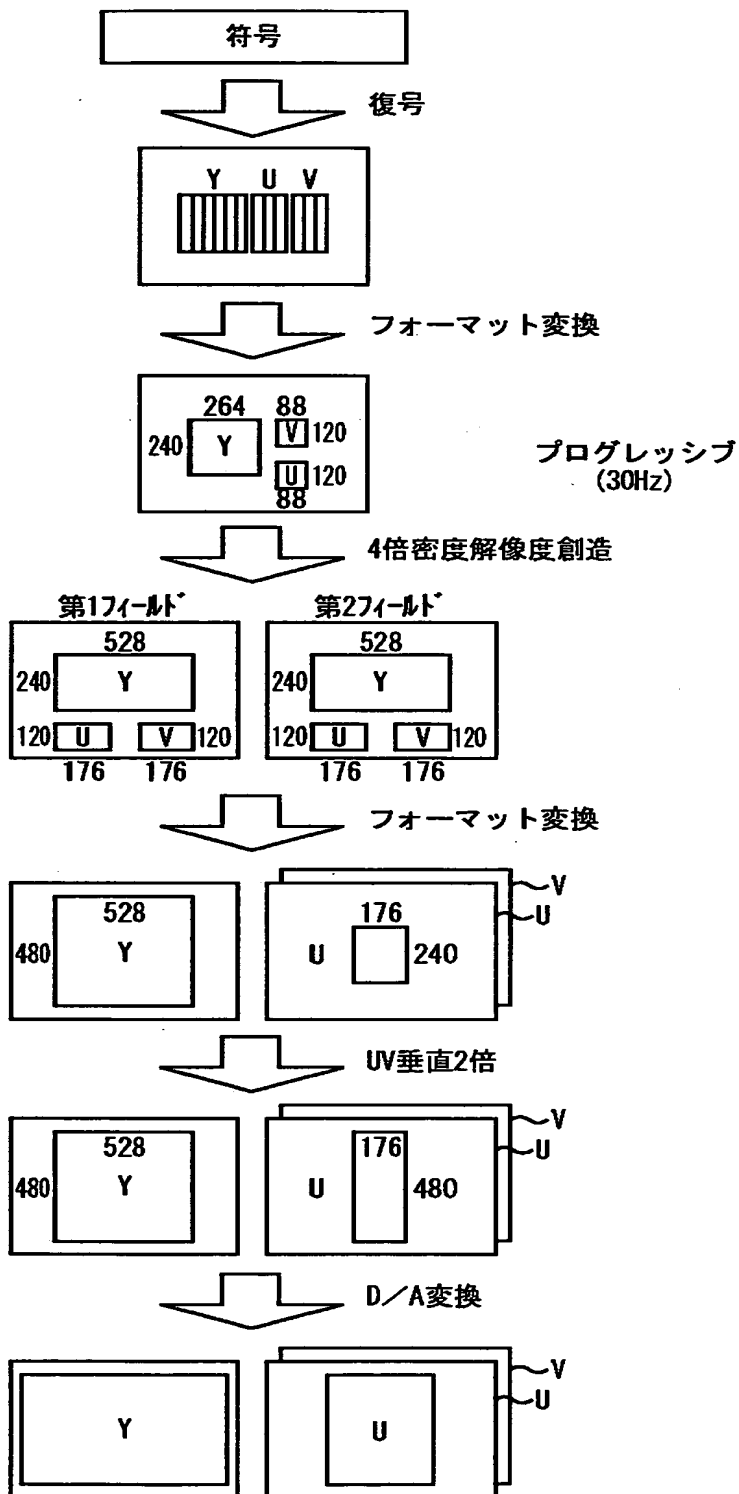 符号
復号
Y U V
フォーマット変換
264 88
240 Y V 120
U 120
88
プログレッシブ
(30Hz)
4倍密度解像度創造
第1フィールド 第2フィールド
528 528
240 Y 240 Y
120 U V 120 120 U V 120
176 176 176 176
フォーマット変換
V
528 176 U
480 Y U 240
UV垂直2倍
V
528 176 U
480 Y U 480
D/A変換
V
U
Y U